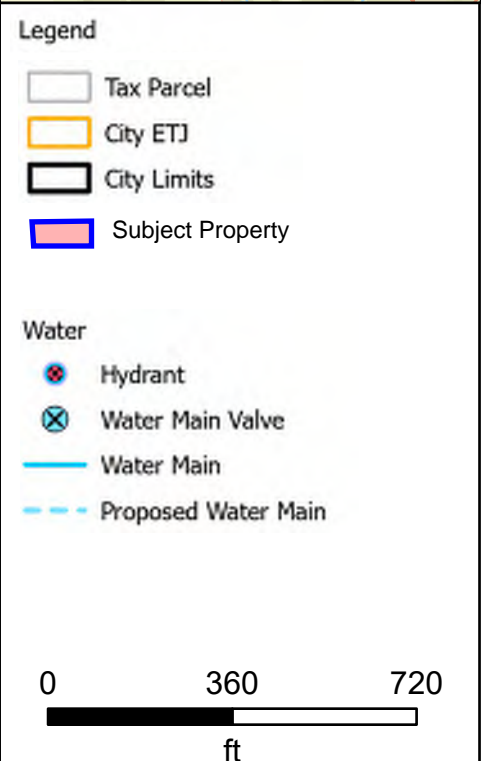 Legend
Tax Parcel
City ETJ
City Limits
Subject Property
Water
Hydrant
Water Main Valve
Water Main
Proposed Water Main
0 360 720
ft